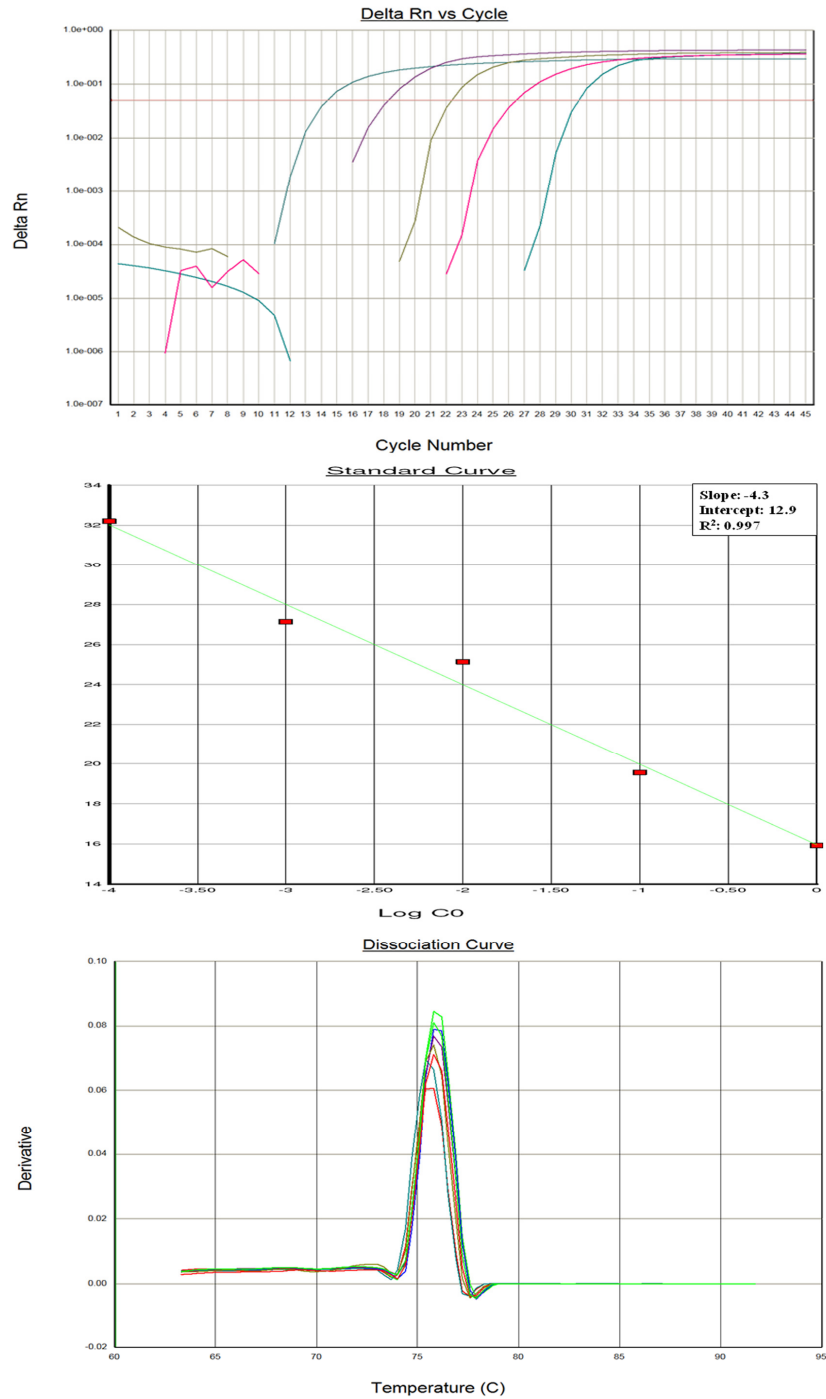 Delta Rn vs Cycle
1.0e+000
1.0e-001
1.0e-002
1.0e-003
1.0e-004
1.0e-005
1.0e-006
1.0e-007
Delta Rn
1 2 3 4 5 6 7 8 9 10 11 12 13 14 15 16 17 18 19 20 21 22 23 24 25 26 27 28 29 30 31 32 33 34 35 36 37 38 39 40 41 42 43 44 45
Cycle Number
Standard Curve
Slope: -4.3
Intercept: 12.9
R²: 0.997
34
32
30
28
26
24
22
20
18
16
14
-4 -3.50 -3 -2.50 -2 -1.50 -1 -0.50 0
Log C0
Dissociation Curve
0.10
0.08
0.06
0.04
0.02
0.00
-0.02
Derivative
60 65 70 75 80 85 90 95
Temperature (C)